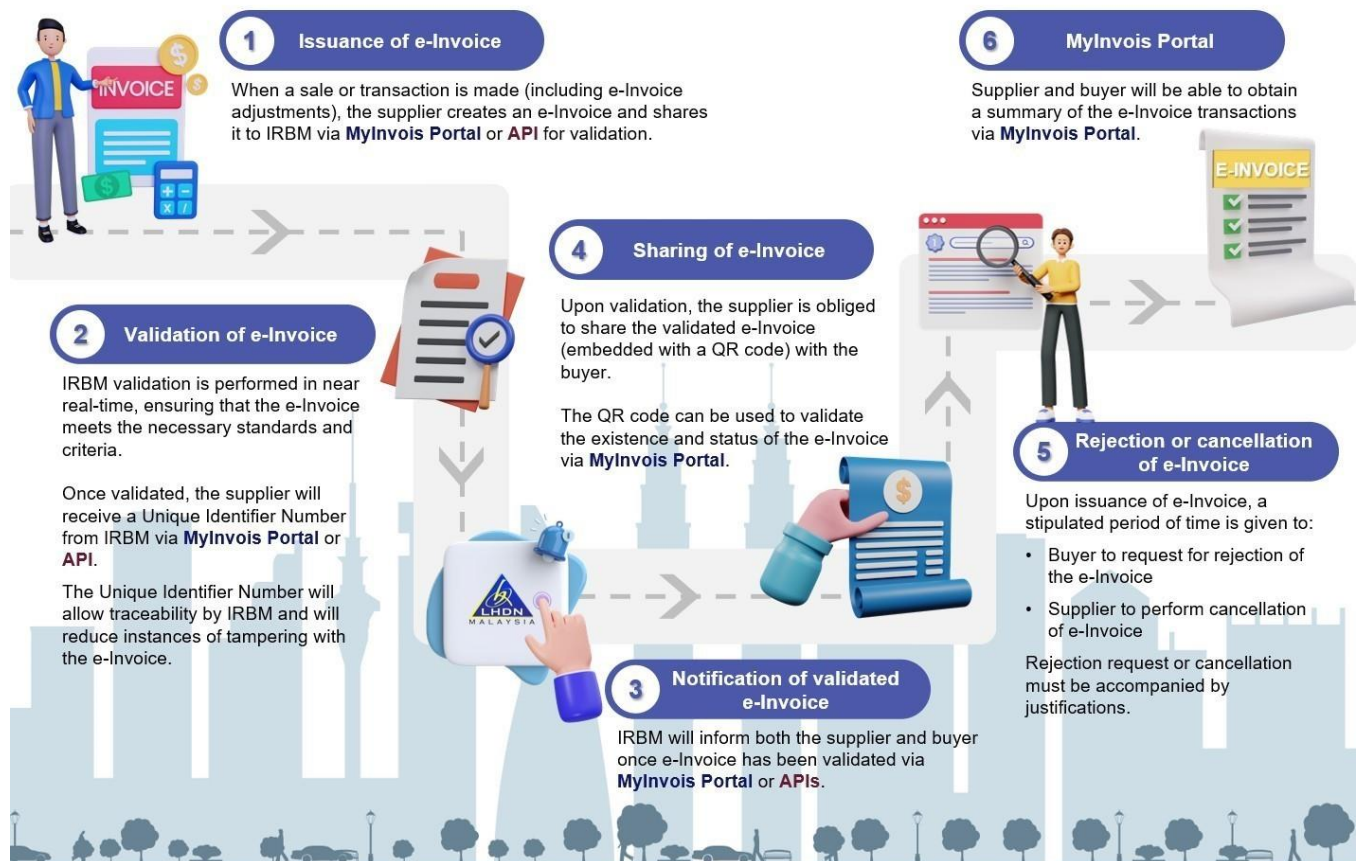 1
Issuance of e-Invoice
When a sale or transaction is made (including e-Invoice
adjustments), the supplier creates an e-Invoice and shares
it to IRBM via MyInvois Portal or API for validation.
INVOICE
$
$
$
+ −
x /
2
Validation of e-Invoice
IRBM validation is performed in near
real-time, ensuring that the e-Invoice
meets the necessary standards and
criteria.
Once validated, the supplier will
receive a Unique Identifier Number
from IRBM via MyInvois Portal or
API.
The Unique Identifier Number will
allow traceability by IRBM and will
reduce instances of tampering with
the e-Invoice.
LHDN
MALAYSIA
3
Notification of validated
e-Invoice
IRBM will inform both the supplier and buyer
once e-Invoice has been validated via
MyInvois Portal or APIs.
4
Sharing of e-Invoice
Upon validation, the supplier is obliged
to share the validated e-Invoice
(embedded with a QR code) with the
buyer.
The QR code can be used to validate
the existence and status of the e-Invoice
via MyInvois Portal.
$
5
Rejection or cancellation
of e-Invoice
Upon issuance of e-Invoice, a
stipulated period of time is given to:
• Buyer to request for rejection of
the e-Invoice
• Supplier to perform cancellation
of e-Invoice
Rejection request or cancellation
must be accompanied by
justifications.
6
MyInvois Portal
Supplier and buyer will be able to obtain
a summary of the e-Invoice transactions
via MyInvois Portal.
E-INVOICE